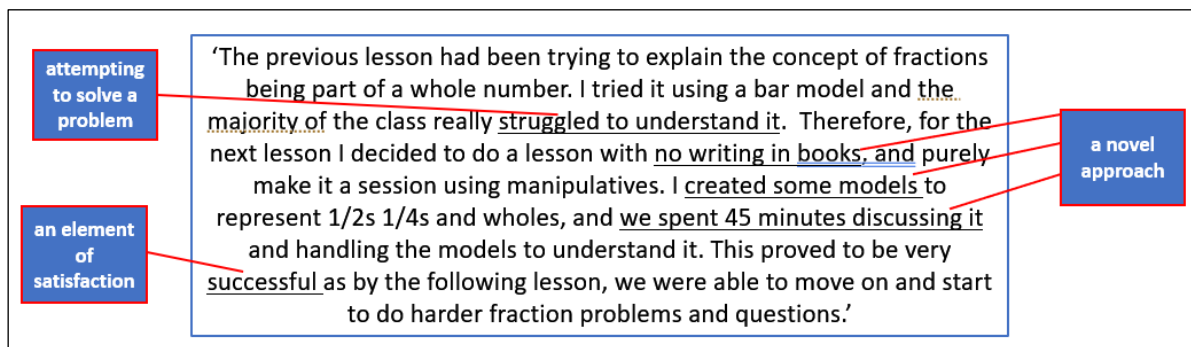 attempting
to solve a
problem
an element
of
satisfaction
‘The previous lesson had been trying to explain the concept of fractions
being part of a whole number. I tried it using a bar model and the
majority of the class really struggled to understand it.  Therefore, for the
next lesson I decided to do a lesson with no writing in books, and purely
make it a session using manipulatives. I created some models to
represent 1/2s 1/4s and wholes, and we spent 45 minutes discussing it
and handling the models to understand it. This proved to be very
successful as by the following lesson, we were able to move on and start
to do harder fraction problems and questions.’
a novel
approach